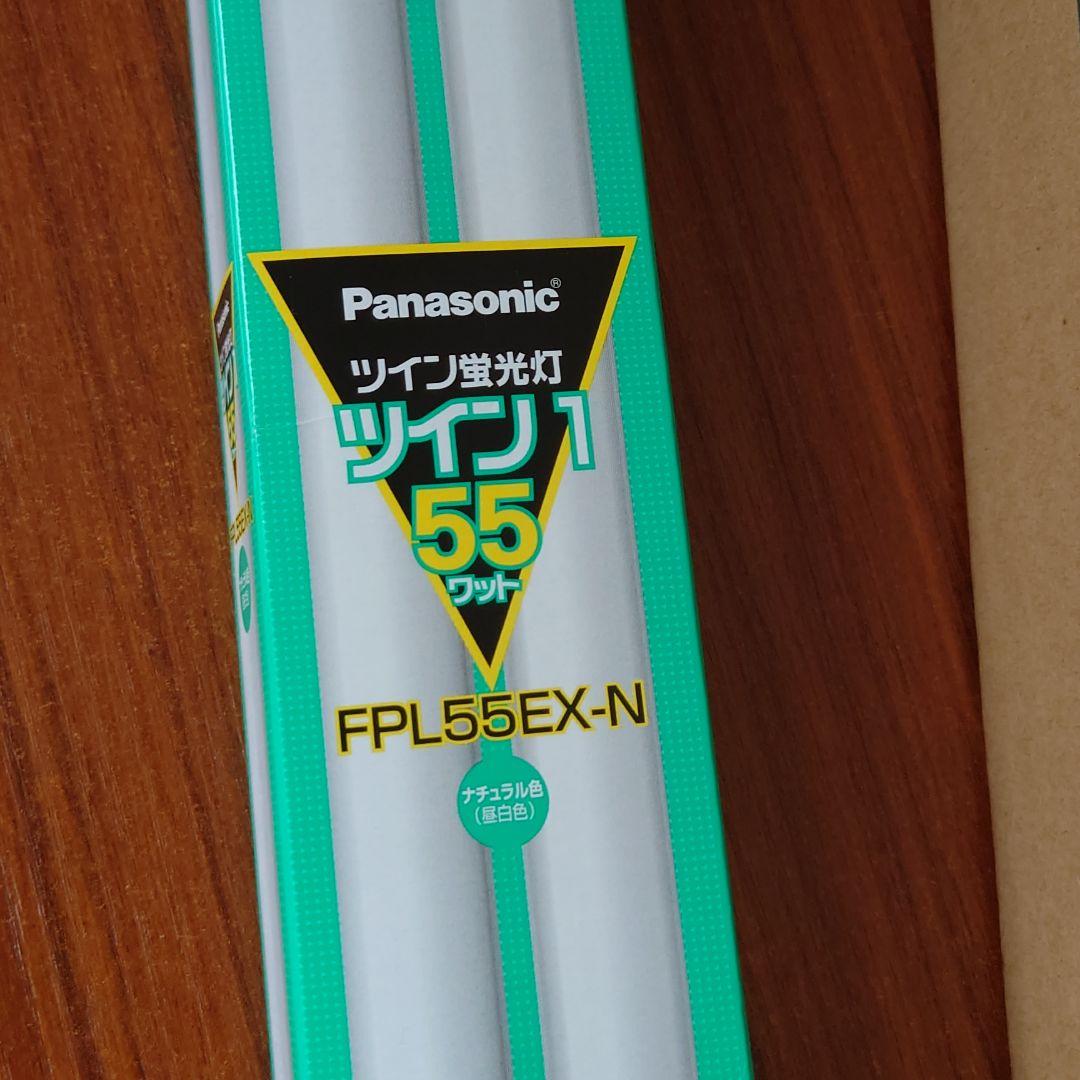 Panasonic®
ツイン蛍光灯
ツイン1
55
ワット
FPL55EX-N
ナチュラル色
(昼白色)
Panasonic